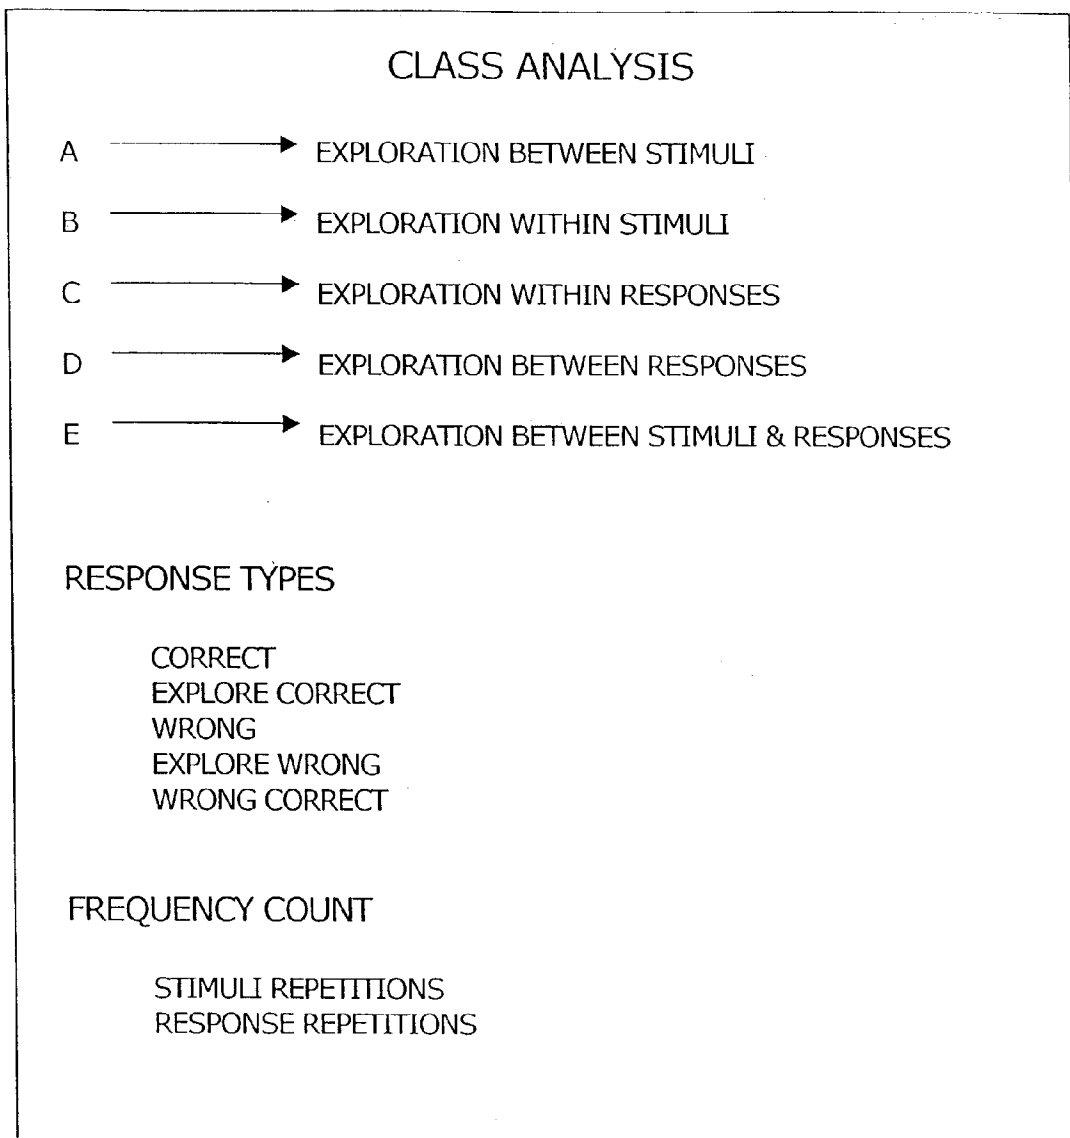 CLASS ANALYSIS
A EXPLORATION BETWEEN STIMULI
B EXPLORATION WITHIN STIMULI
C EXPLORATION WITHIN RESPONSES
D EXPLORATION BETWEEN RESPONSES
E EXPLORATION BETWEEN STIMULI & RESPONSES
RESPONSE TYPES
CORRECT
EXPLORE CORRECT
WRONG
EXPLORE WRONG
WRONG CORRECT
FREQUENCY COUNT
STIMULI REPETITIONS
RESPONSE REPETITIONS